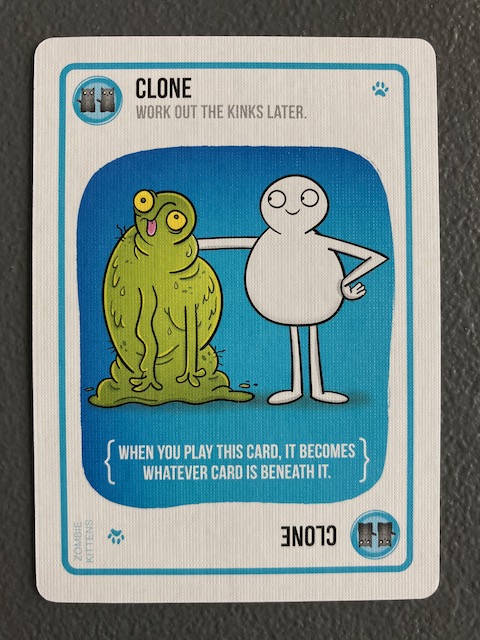 CLONE
WORK OUT THE KINKS LATER.
WHEN YOU PLAY THIS CARD, IT BECOMES
WHATEVER CARD IS BENEATH IT.
ZOMBIE
KITTENS
CLONE